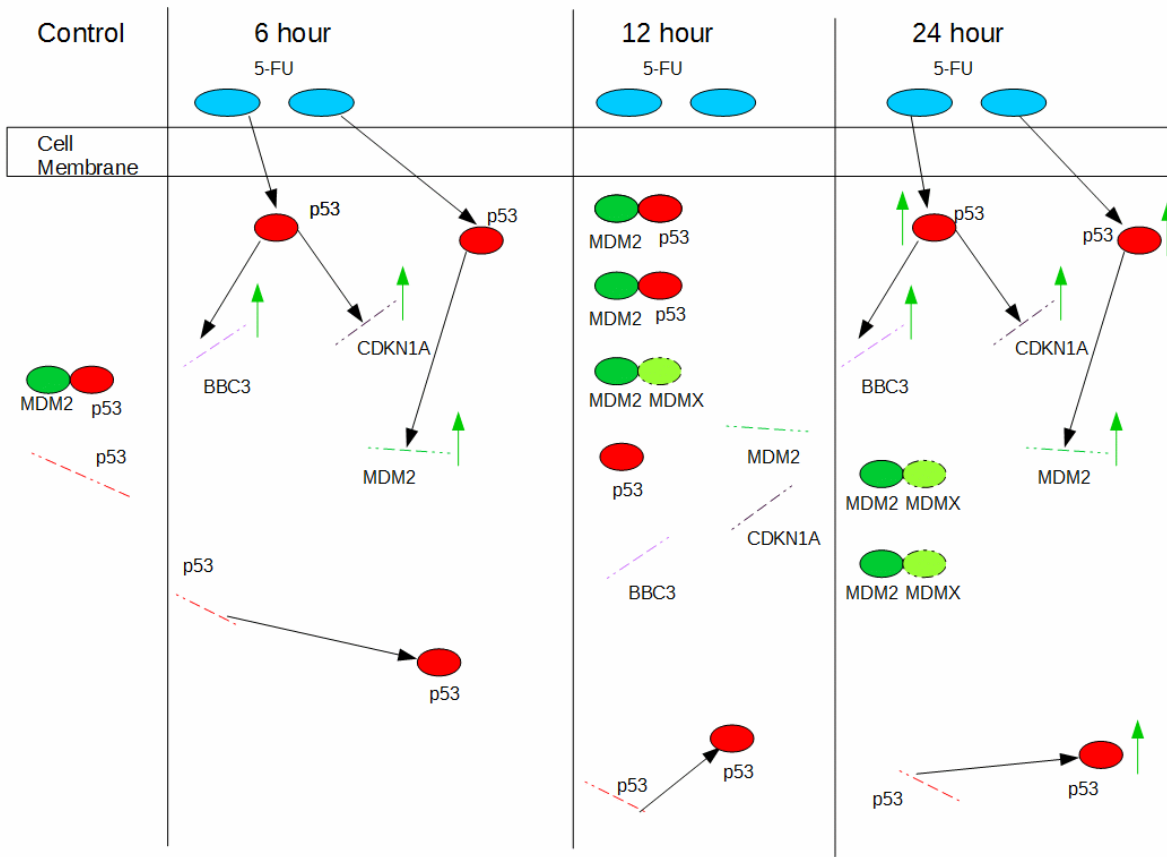 Control
6 hour
12 hour
24 hour
5-FU
5-FU
5-FU
Cell
Membrane
MDM2
p53
p53
p53
p53
BBC3
CDKN1A
MDM2
p53
p53
MDM2
p53
MDM2
p53
MDM2
MDMX
p53
MDM2
CDKN1A
BBC3
p53
p53
p53
p53
BBC3
CDKN1A
MDM2
MDM2
MDMX
MDM2
MDMX
p53
p53